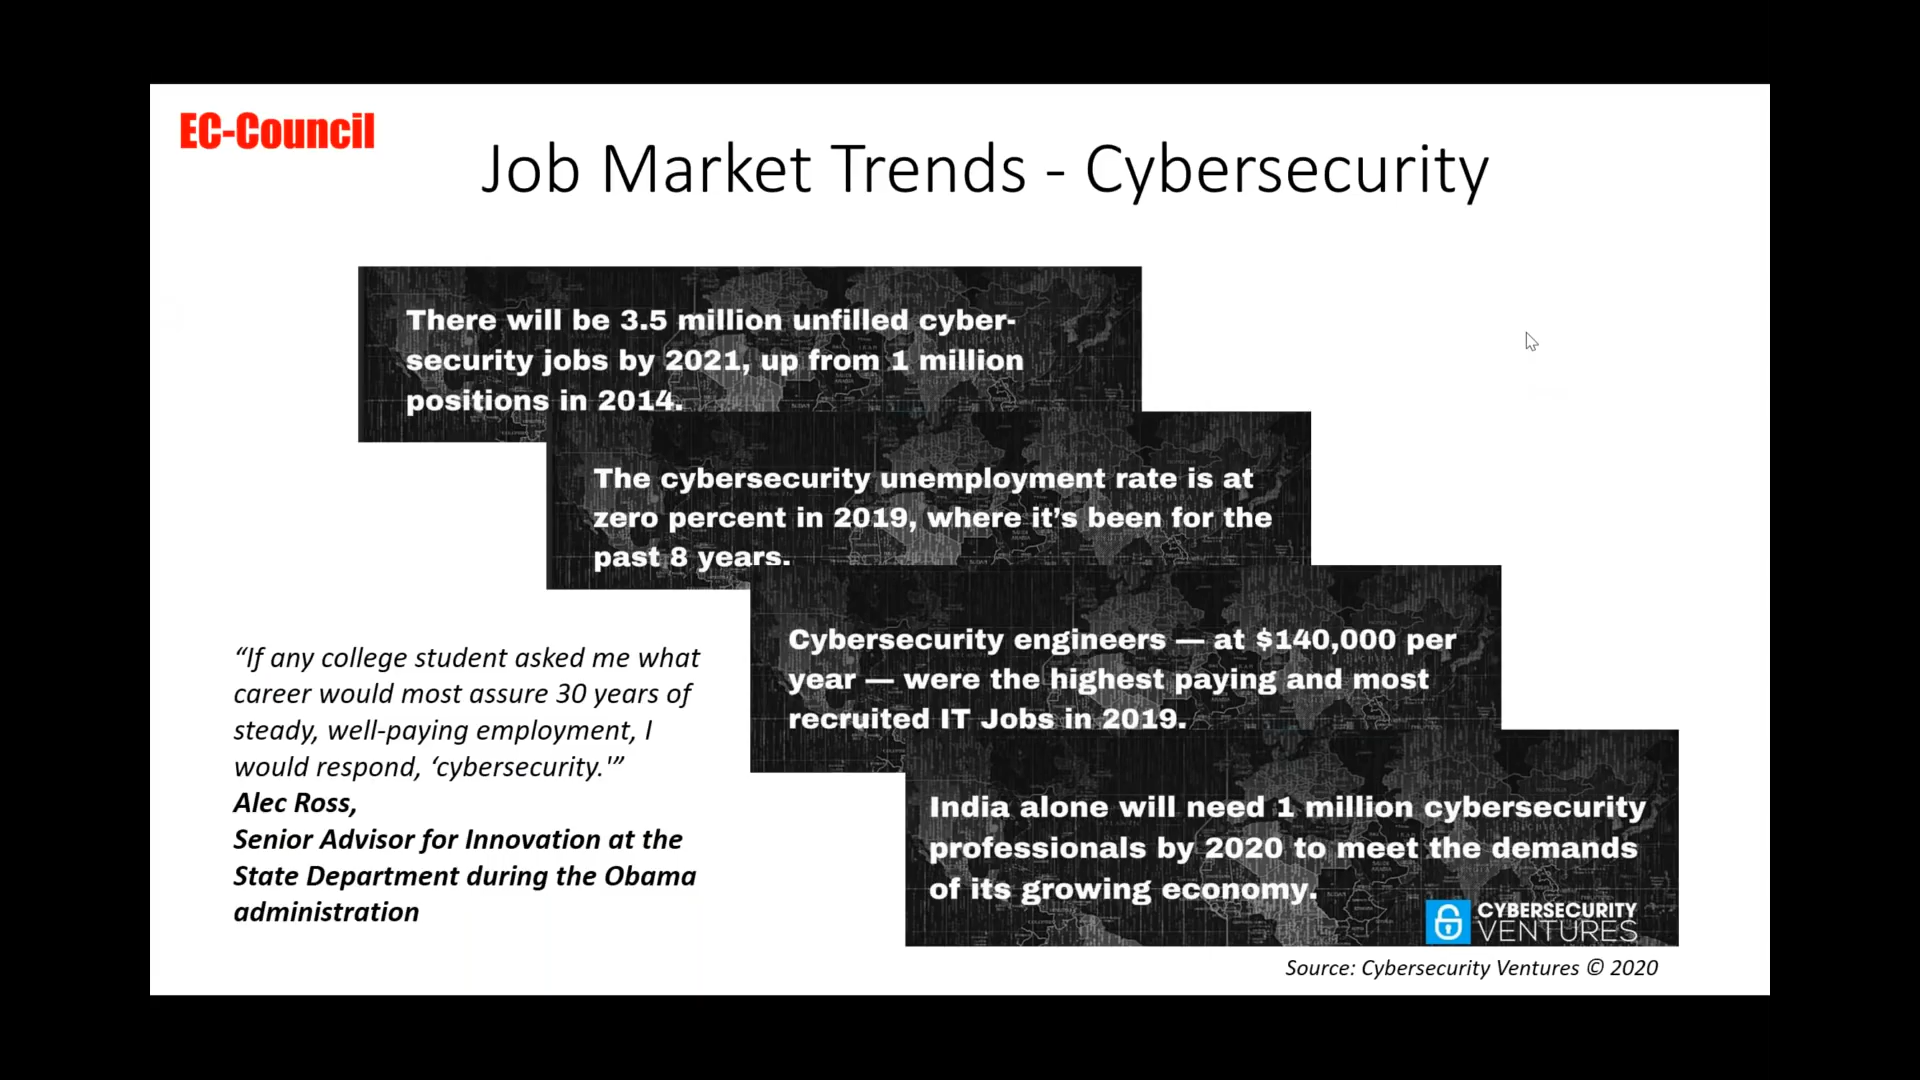 EC-Council
Job Market Trends - Cybersecurity
There will be 3.5 million unfilled cyber-
security jobs by 2021, up from 1 million
positions in 2014.
The cybersecurity unemployment rate is at
zero percent in 2019, where it’s been for the
past 8 years.
Cybersecurity engineers — at $140,000 per
year — were the highest paying and most
recruited IT Jobs in 2019.
India alone will need 1 million cybersecurity
professionals by 2020 to meet the demands
of its growing economy.
CYBERSECURITY
VENTURES
Source: Cybersecurity Ventures © 2020
“If any college student asked me what
career would most assure 30 years of
steady, well-paying employment, I
would respond, ‘cybersecurity.'”
Alec Ross,
Senior Advisor for Innovation at the
State Department during the Obama
administration